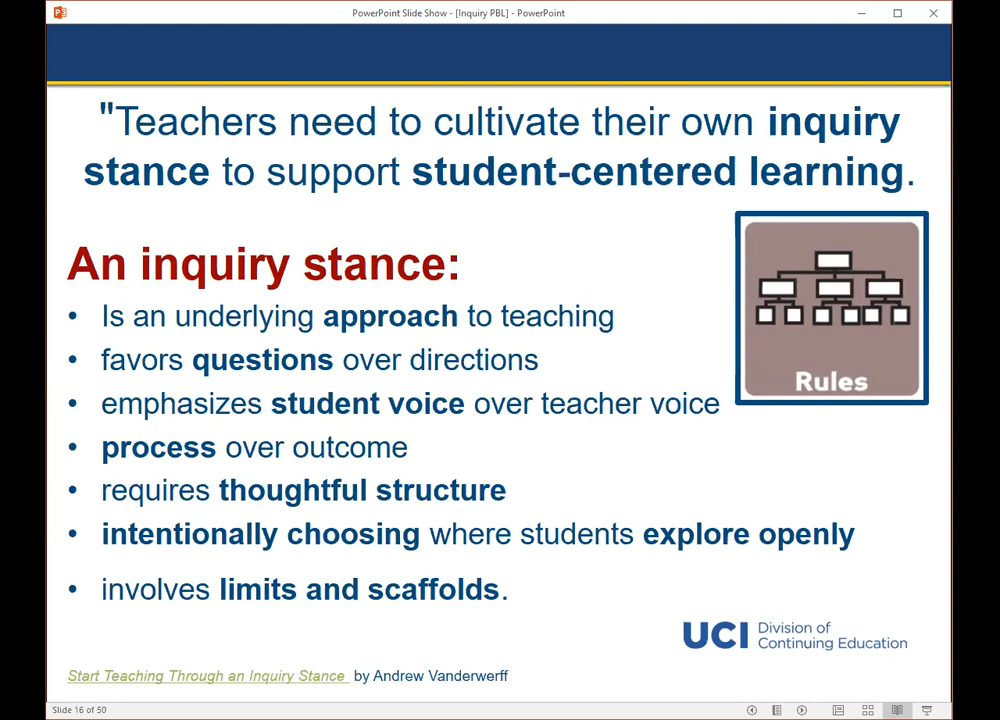 PowerPoint Slide Show - [Inquiry PBL] - PowerPoint
"Teachers need to cultivate their own inquiry
stance to support student-centered learning.
An inquiry stance:
• Is an underlying approach to teaching
• favors questions over directions
• emphasizes student voice over teacher voice
• process over outcome
• requires thoughtful structure
• intentionally choosing where students explore openly
• involves limits and scaffolds.
Rules
UCI Division of
Continuing Education
Start Teaching Through an Inquiry Stance by Andrew Vanderwerff
Slide 16 of 50